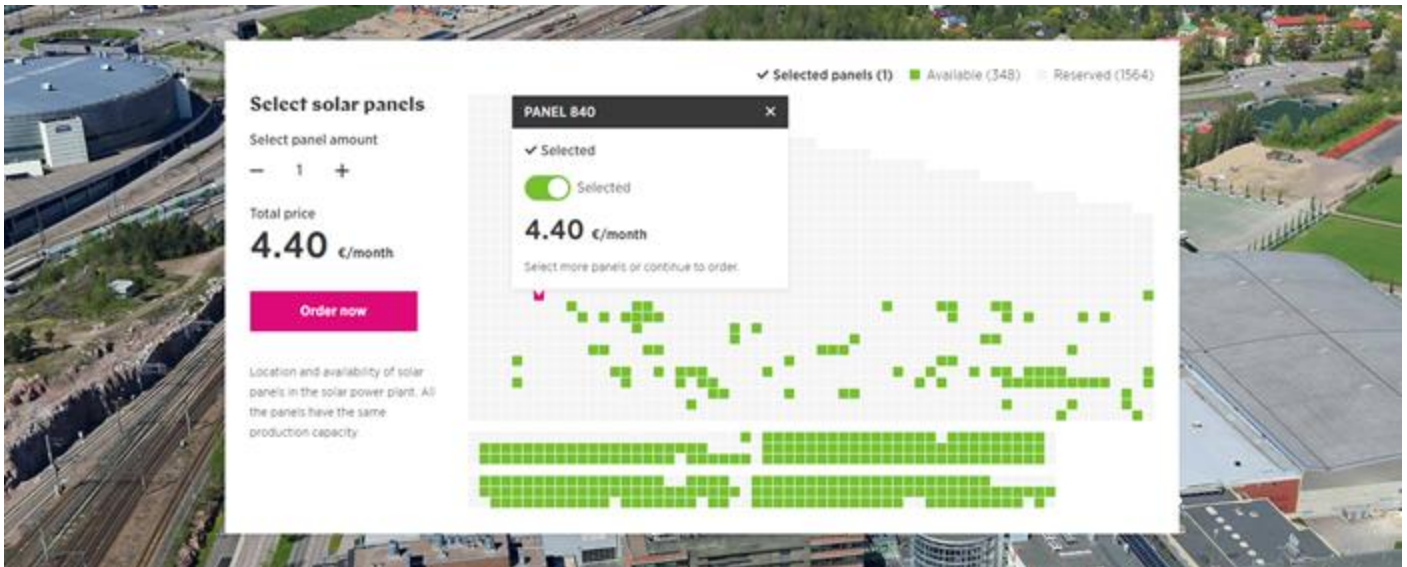 ✓ Selected panels (1) Available (348) Reserved (1564)
Select solar panels
Select panel amount
− 1 +
Total price
4.40 €/month
Order now
Location and availability of solar
panels in the solar power plant. All
the panels have the same
production capacity.
PANEL 840 ×
✓ Selected
Selected
4.40 €/month
Select more panels or continue to order.